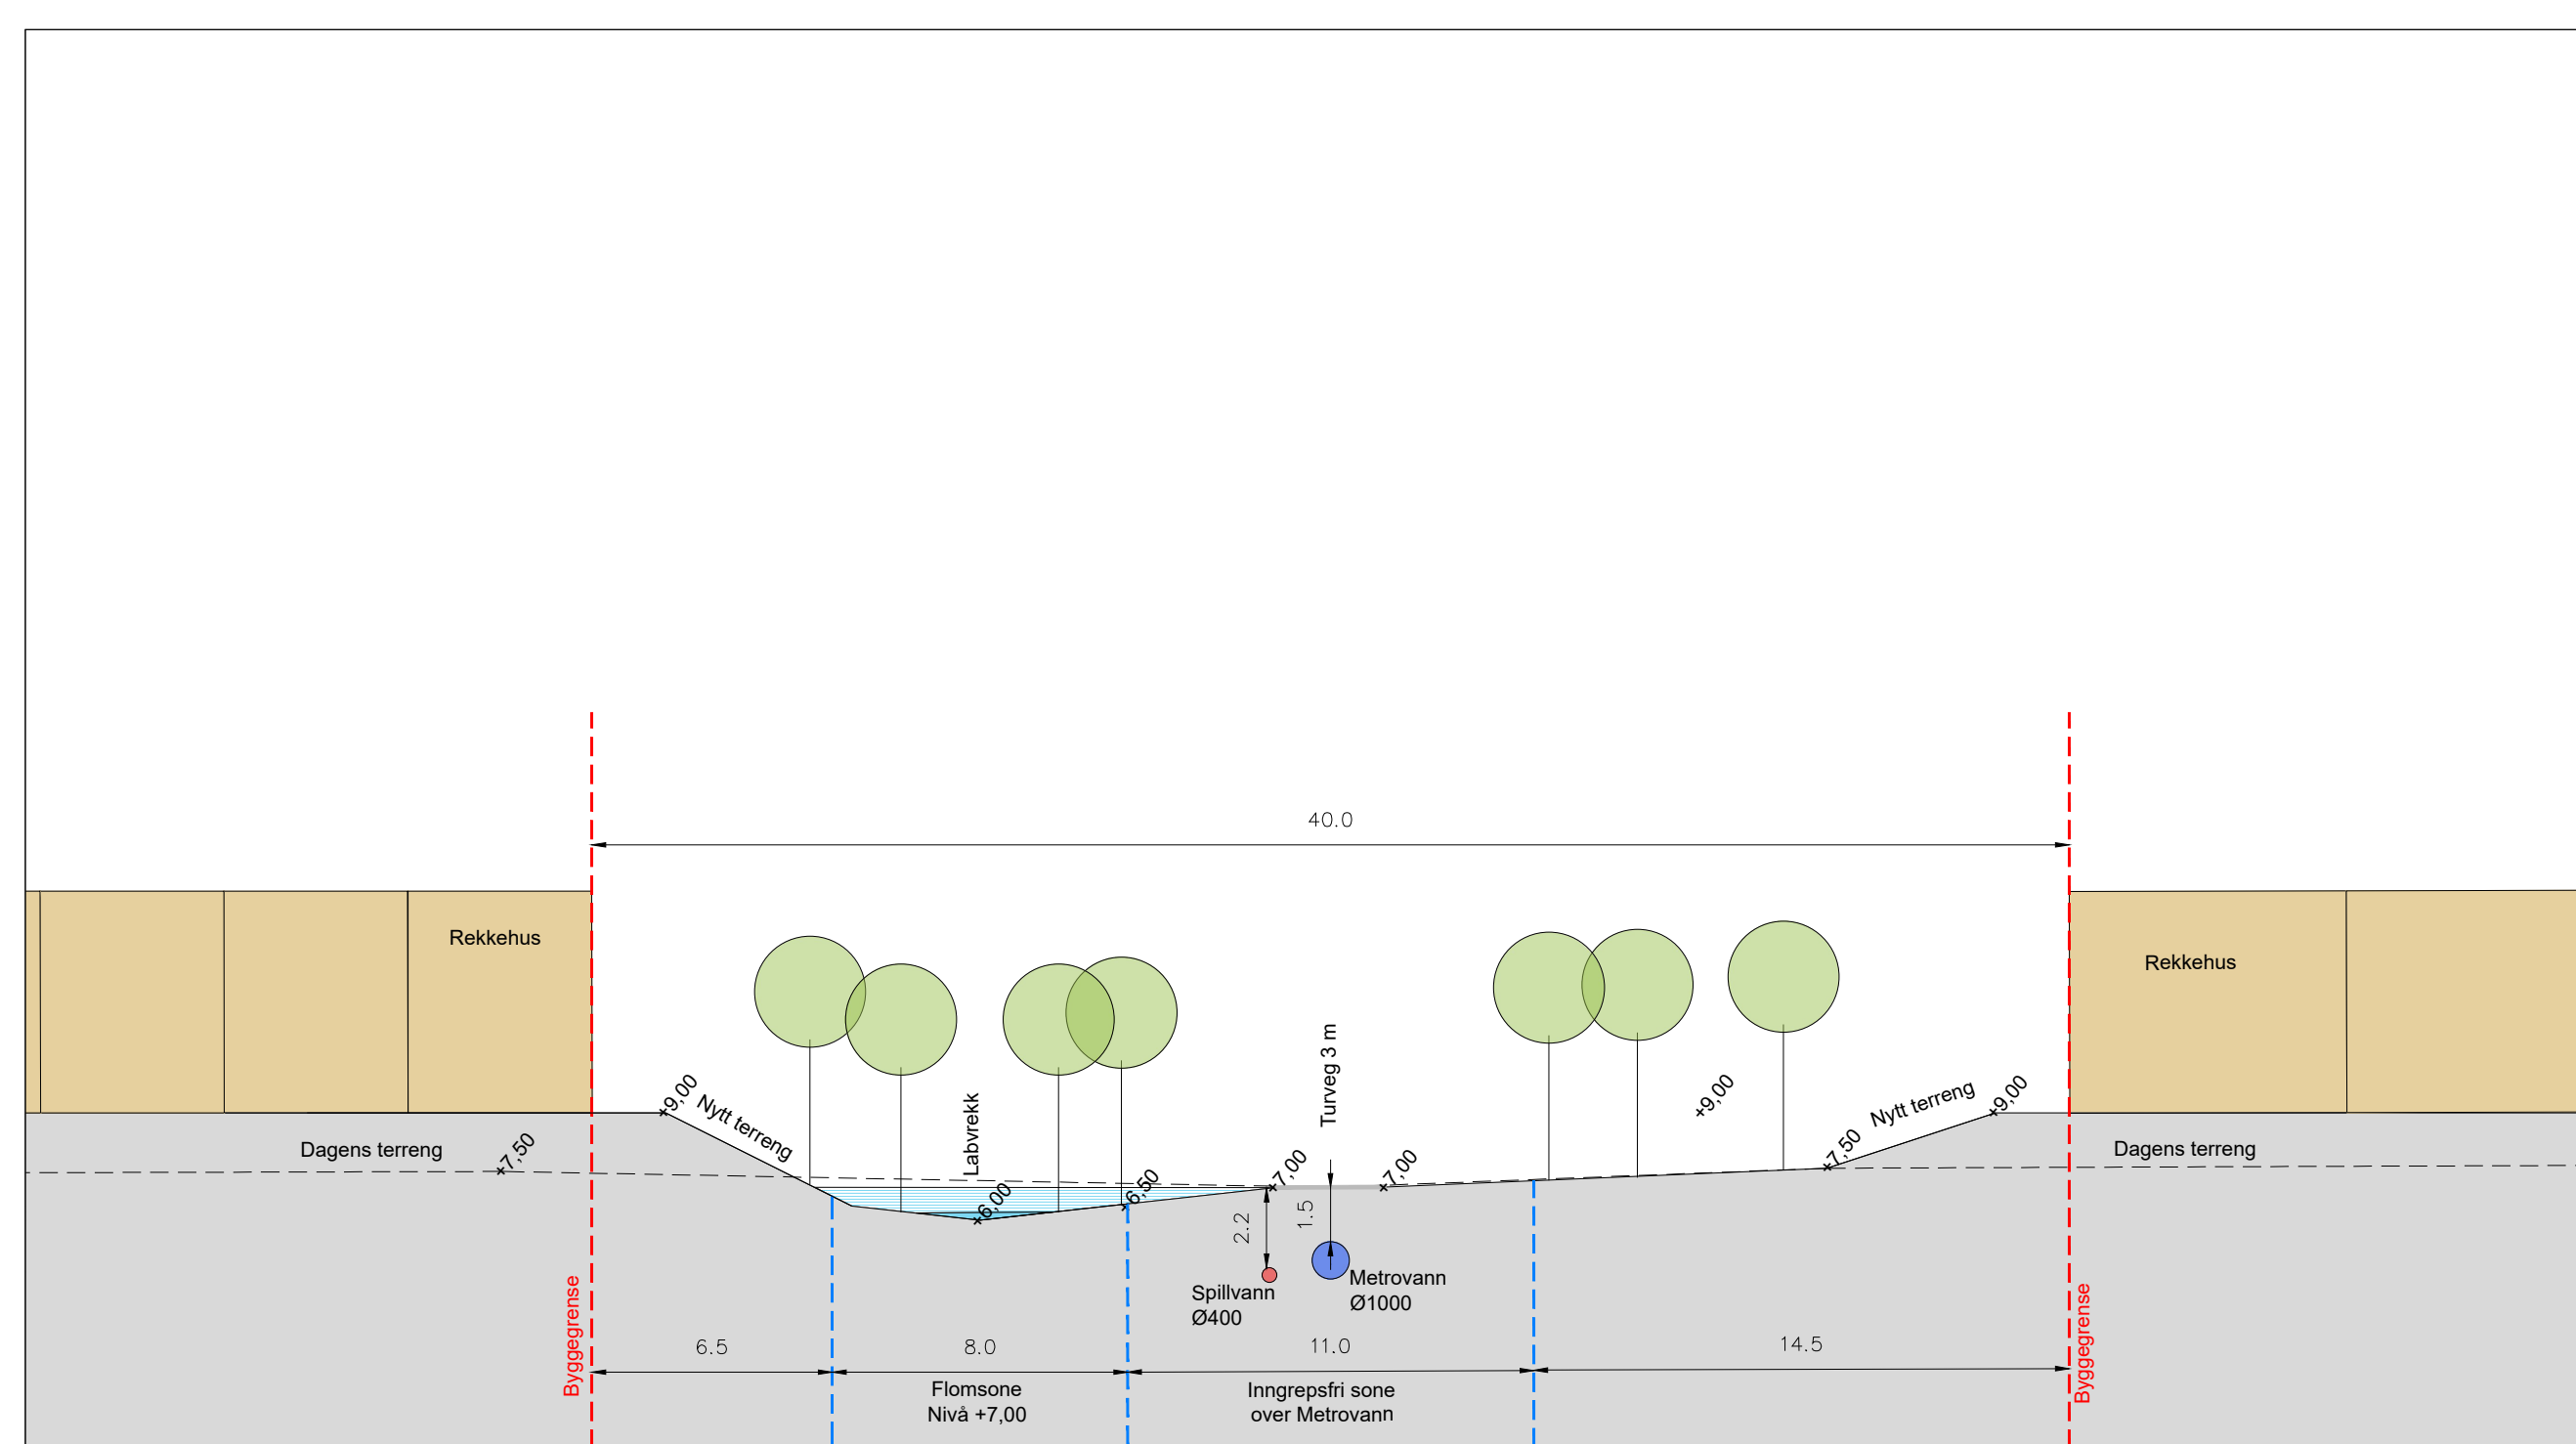 40.0
Rekkehus
Rekkehus
+9,00
Nytt terreng
Labvrekk
Turveg 3 m
+9,00
Nytt terreng
+9,00
Dagens terreng
+7,50
+6,00
+6,50
+7,00
+7,00
+7,50
Dagens terreng
2.2
1.5
Spillvann
Ø400
Metrovann
Ø1000
Byggegrense
6.5
8.0
11.0
14.5
Byggegrense
Flomsone
Nivå +7,00
Inngrepsfri sone
over Metrovann